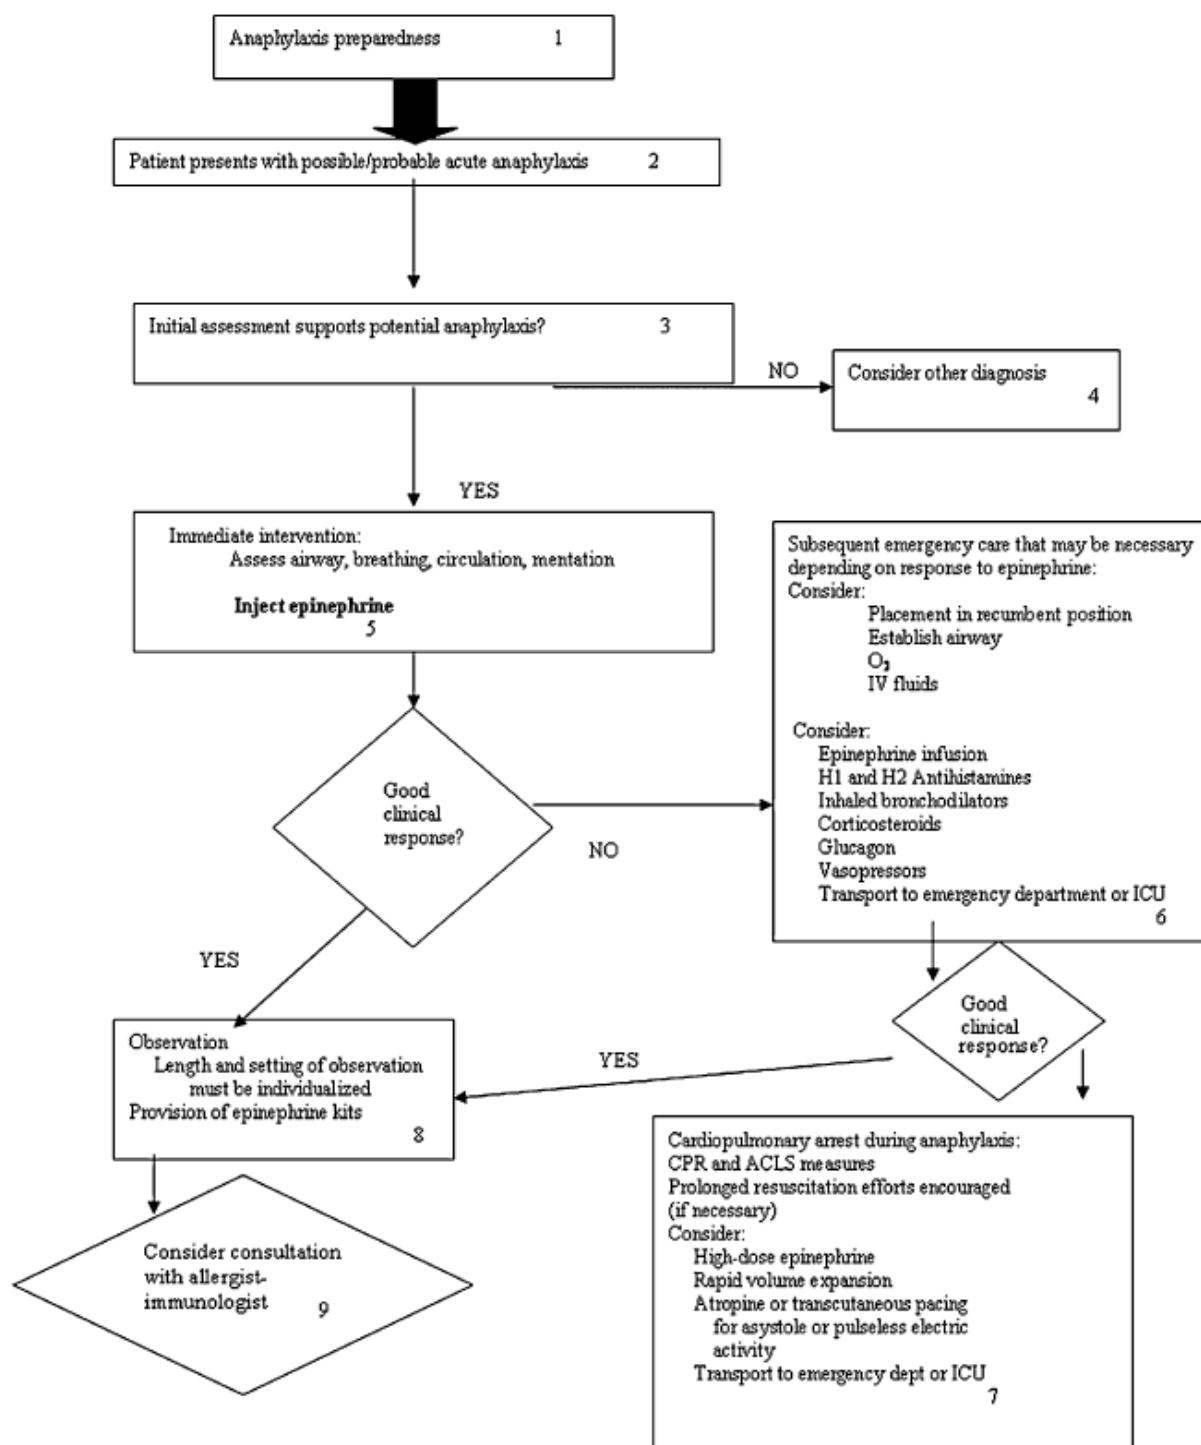 Anaphylaxis preparedness 1
Patient presents with possible/probable acute anaphylaxis 2
Initial assessment supports potential anaphylaxis? 3
NO
Consider other diagnosis
4
YES
Immediate intervention:
Assess airway, breathing, circulation, mentation
Inject epinephrine
5
Subsequent emergency care that may be necessary
depending on response to epinephrine:
Consider:
Placement in recumbent position
Establish airway
O₂
IV fluids
Consider:
Epinephrine infusion
H1 and H2 Antihistamines
Inhaled bronchodilators
Corticosteroids
Glucagon
Vasopressors
Transport to emergency department or ICU
6
Good
clinical
response?
NO
YES
Good
clinical
response?
YES
Observation
Length and setting of observation
must be individualized
Provision of epinephrine kits
8
Cardiopulmonary arrest during anaphylaxis:
CPR and ACLS measures
Prolonged resuscitation efforts encouraged
(if necessary)
Consider:
High-dose epinephrine
Rapid volume expansion
Atropine or transcutaneous pacing
for asystole or pulseless electric
activity
Transport to emergency dept or ICU
7
Consider consultation
with allergist-
immunologist
9